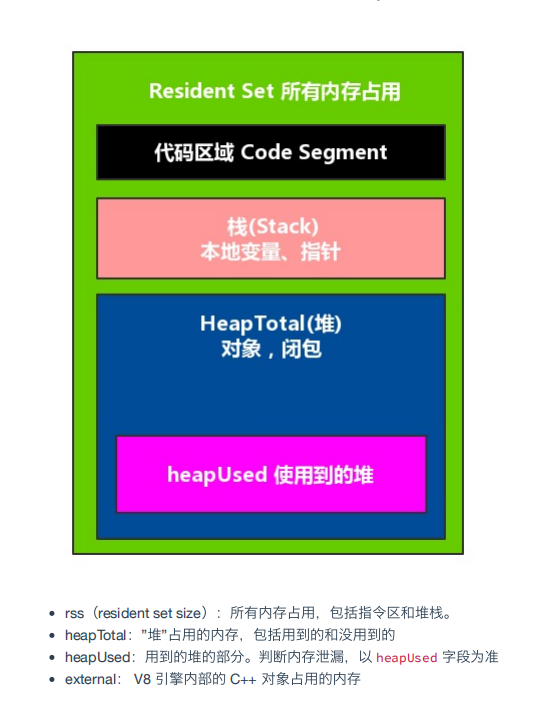 Resident Set 所有内存占用
代码区域 Code Segment
栈(Stack)
本地变量、指针
HeapTotal(堆)
对象，闭包
heapUsed 使用到的堆
rss（resident set size）：所有内存占用，包括指令区和堆栈。
heapTotal：”堆”占用的内存，包括用到的和没用到的
heapUsed：用到的堆的部分。判断内存泄漏，以 heapUsed 字段为准
external： V8 引擎内部的 C++ 对象占用的内存